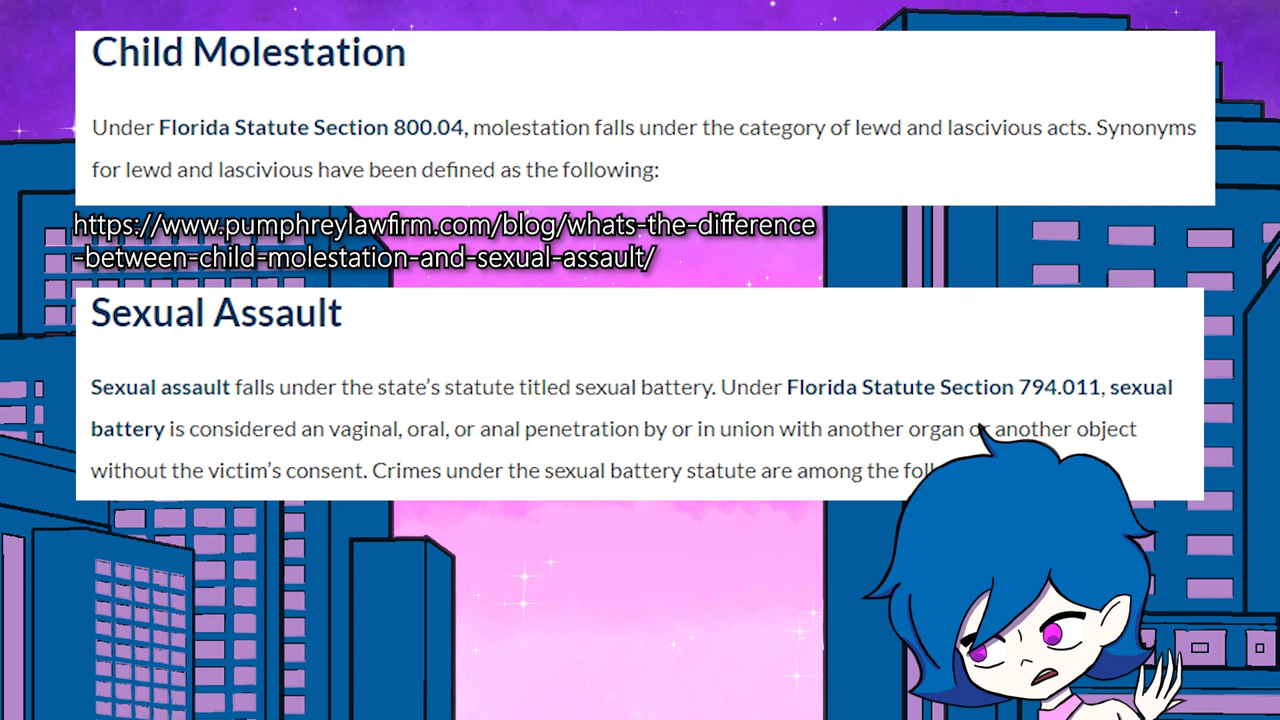 Child Molestation
Under Florida Statute Section 800.04, molestation falls under the category of lewd and lascivious acts. Synonyms
for lewd and lascivious have been defined as the following:
https://www.pumphreylawfirm.com/blog/whats-the-difference
-between-child-molestation-and-sexual-assault/
Sexual Assault
Sexual assault falls under the state's statute titled sexual battery. Under Florida Statute Section 794.011, sexual
battery is considered an vaginal, oral, or anal penetration by or in union with another organ or another object
without the victim's consent. Crimes under the sexual battery statute are among the